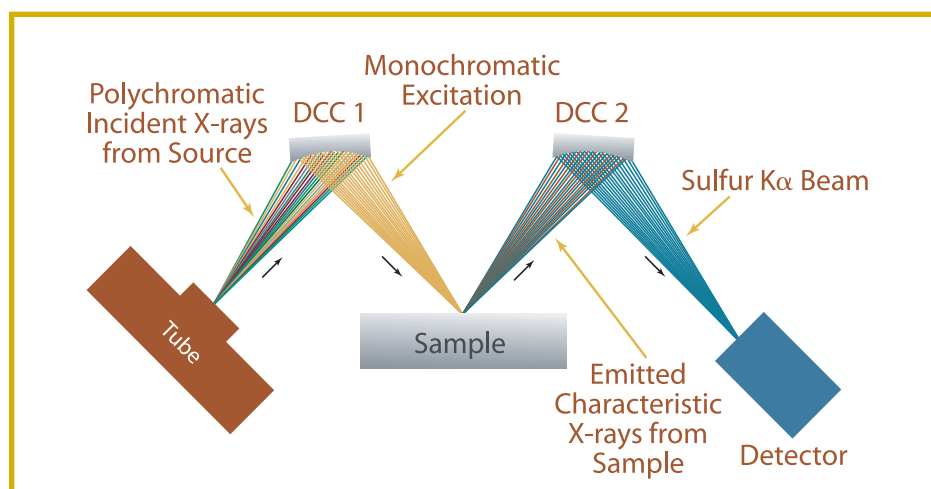 Polychromatic
Incident X-rays
from Source
DCC 1
Monochromatic
Excitation
DCC 2
Sulfur Kα Beam
Tube
Sample
Emitted
Characteristic
X-rays from
Sample
Detector